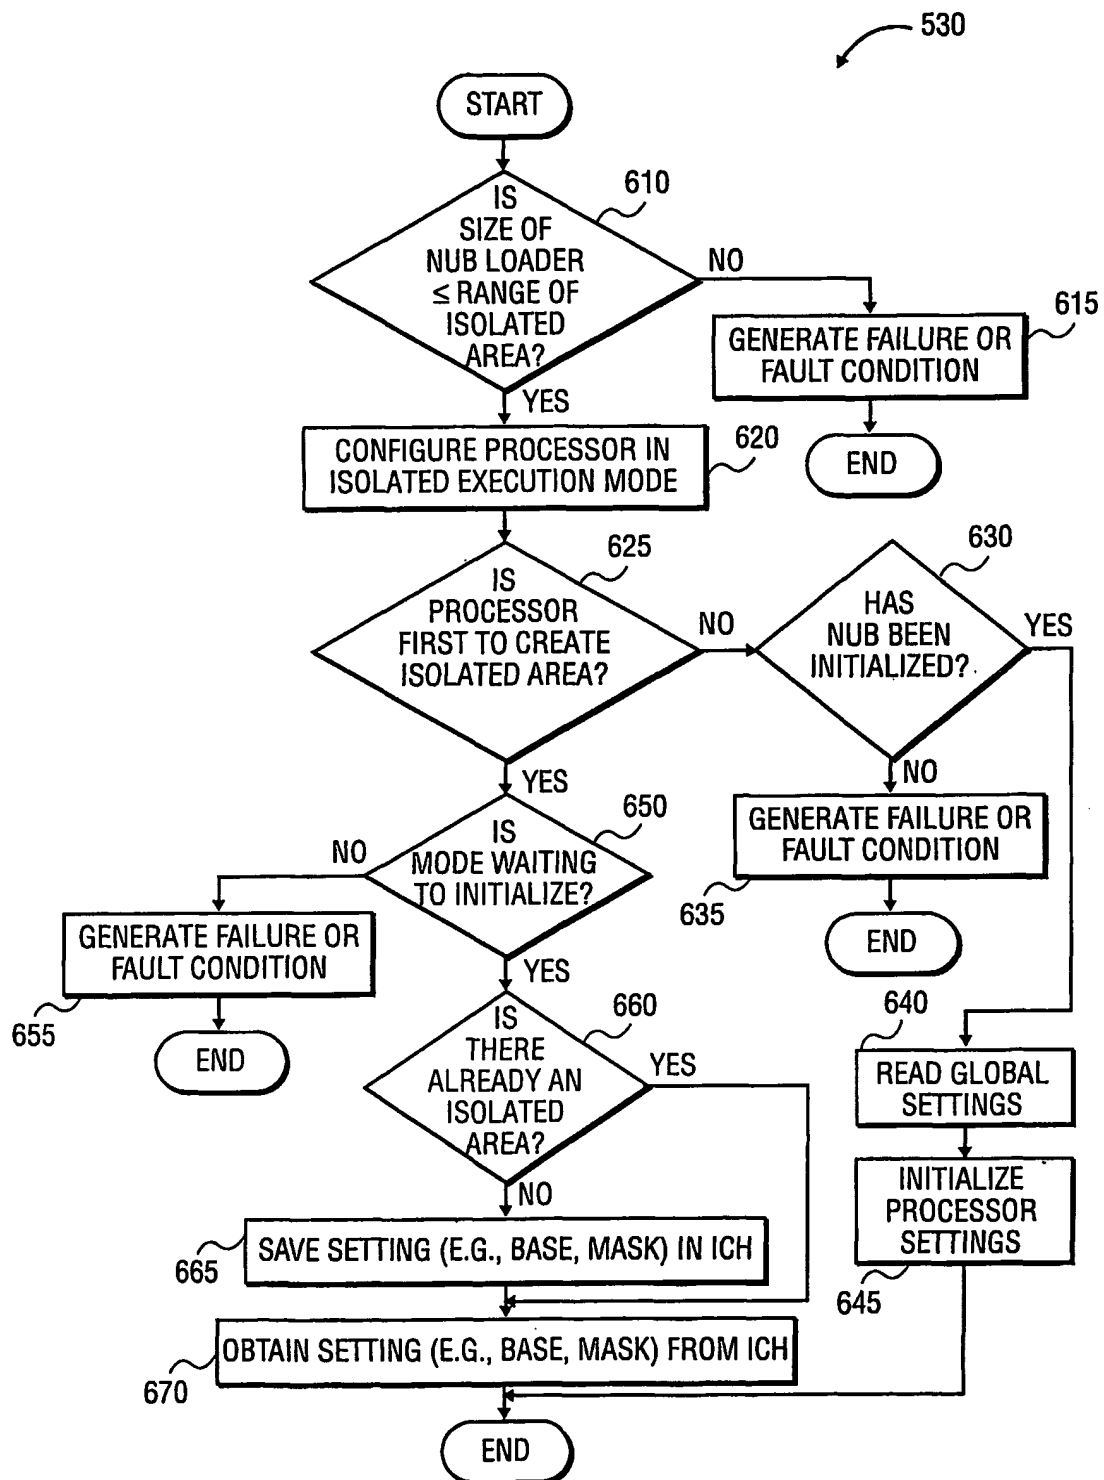 530
START
610
IS
SIZE OF
NUB LOADER
≤ RANGE OF
ISOLATED
AREA?
NO
615
GENERATE FAILURE OR
FAULT CONDITION
END
YES
CONFIGURE PROCESSOR IN
ISOLATED EXECUTION MODE
620
625
IS
PROCESSOR
FIRST TO CREATE
ISOLATED AREA?
NO
630
HAS
NUB BEEN
INITIALIZED?
YES
NO
GENERATE FAILURE OR
FAULT CONDITION
635
END
YES
650
IS
MODE WAITING
TO INITIALIZE?
NO
GENERATE FAILURE OR
FAULT CONDITION
655
END
YES
660
IS
THERE
ALREADY AN
ISOLATED
AREA?
YES
640
READ GLOBAL
SETTINGS
INITIALIZE
PROCESSOR
SETTINGS
645
NO
SAVE SETTING (E.G., BASE, MASK) IN ICH
665
OBTAIN SETTING (E.G., BASE, MASK) FROM ICH
670
END